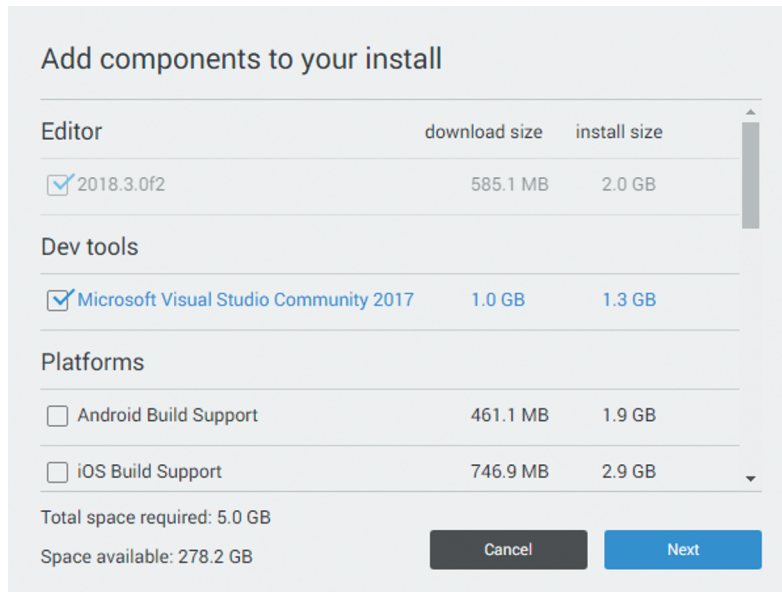 Add components to your install
Editor download size install size
2018.3.0f2 585.1 MB 2.0 GB
Dev tools
Microsoft Visual Studio Community 2017 1.0 GB 1.3 GB
Platforms
Android Build Support 461.1 MB 1.9 GB
iOS Build Support 746.9 MB 2.9 GB
Total space required: 5.0 GB
Space available: 278.2 GB
Cancel Next